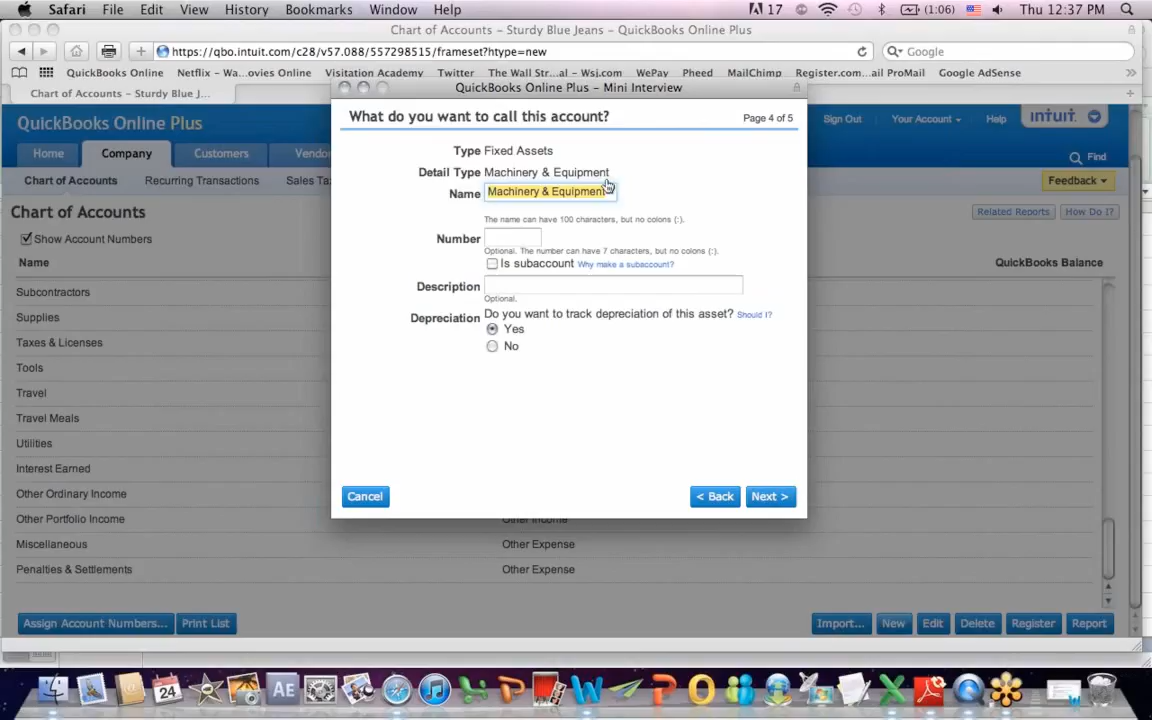 Safari File Edit View History Bookmarks Window Help 17 (1:06) Thu 12:37 PM
Chart of Accounts – Sturdy Blue Jeans – QuickBooks Online Plus
https://qbo.intuit.com/c28/v57.088/557298515/frameset?htype=new Google
QuickBooks Online Netflix - Wa...ovies Online Visitation Academy Twitter The Wall Str...al - Wsj.com WePay Pheed MailChimp Register.com...ail ProMail Google AdSense
Chart of Accounts – Sturdy Blue J...
QuickBooks Online Plus – Mini Interview
QuickBooks Online Plus
Sign Out Your Account Help intuit
Home Company Customers Vendo
Find
Chart of Accounts Recurring Transactions Sales Ta
Feedback
Chart of Accounts
Related Reports How Do I?
Show Account Numbers
Name QuickBooks Balance
Subcontractors
Supplies
Taxes & Licenses
Tools
Travel
Travel Meals
Utilities
Interest Earned
Other Ordinary Income
Other Portfolio Income Other Income
Miscellaneous Other Expense
Penalties & Settlements Other Expense
What do you want to call this account? Page 4 of 5
Type Fixed Assets
Detail Type Machinery & Equipment
Name Machinery & Equipment
The name can have 100 characters, but no colons (:).
Number
Optional. The number can have 7 characters, but no colons (:).
Is subaccount Why make a subaccount?
Description
Optional.
Depreciation Do you want to track depreciation of this asset? Should I?
Yes
No
Cancel < Back Next >
Assign Account Numbers... Print List Import... New Edit Delete Register Report
24 AE